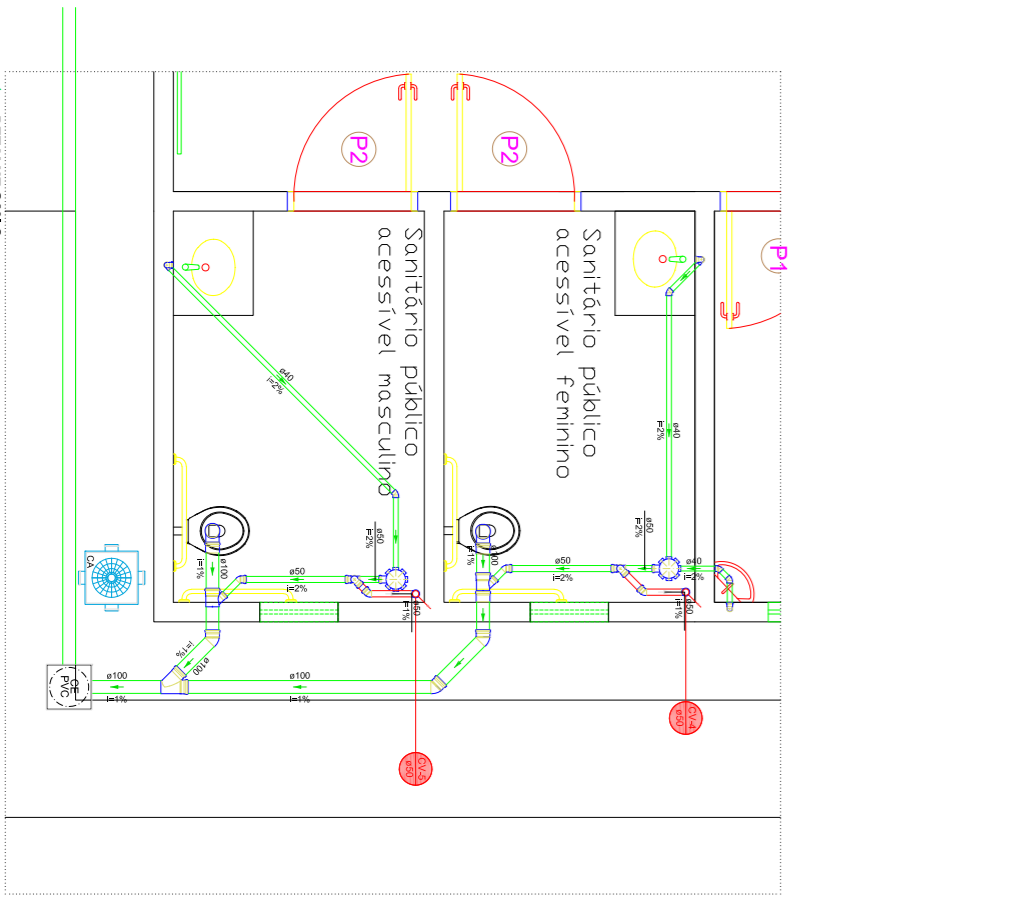 P2
P2
P1
Sanitário público
acessível masculino
Sanitário público
acessível feminino
ø40
i=2%
ø40
i=2%
ø50
i=2%
ø50
i=2%
ø100
i=1%
ø50
i=2%
ø50
i=1%
ø100
i=1%
ø50
i=2%
ø40
i=2%
ø50
i=1%
i=1%
ø100
ø100
i=1%
ø100
i=1%
CA
CE
PVC
CV-4
ø50
CV-5
ø50